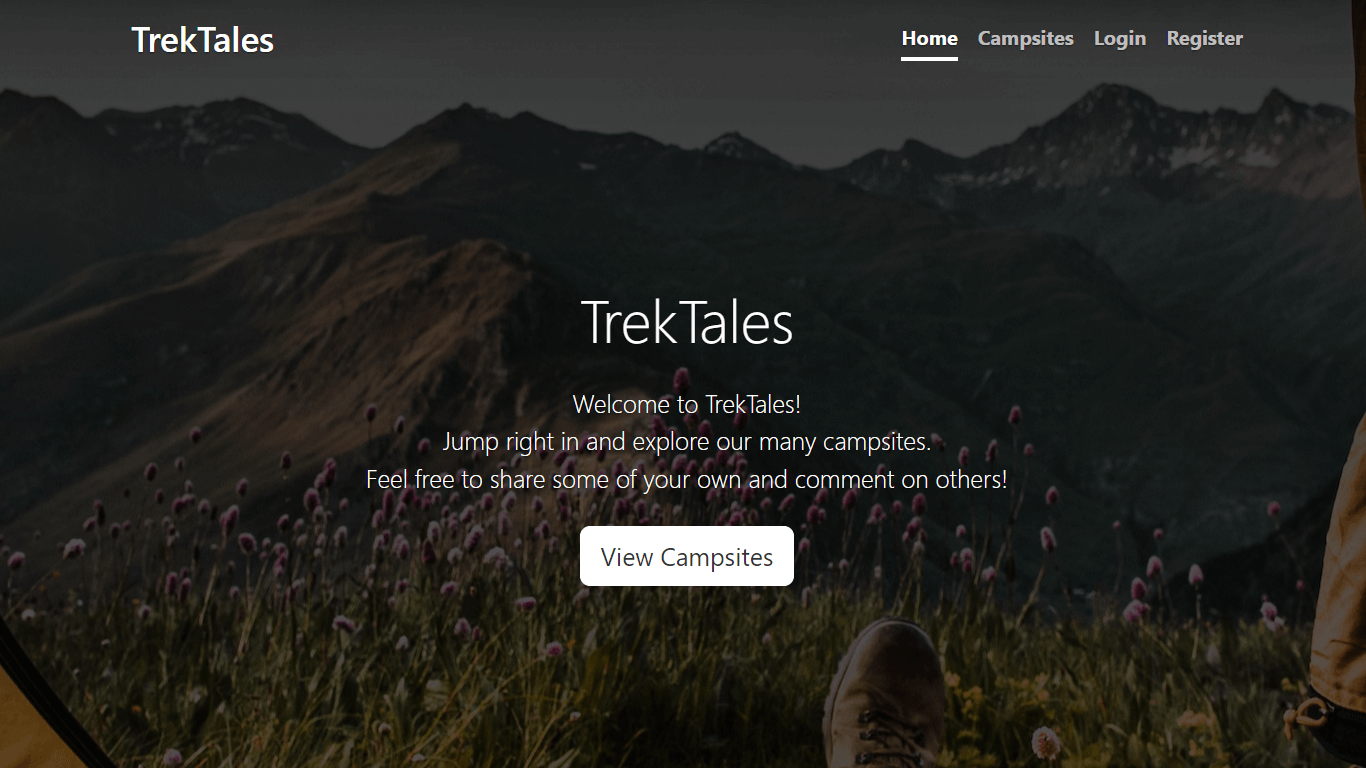 TrekTales
Home Campsites Login Register
TrekTales
Welcome to TrekTales!
Jump right in and explore our many campsites.
Feel free to share some of your own and comment on others!
View Campsites